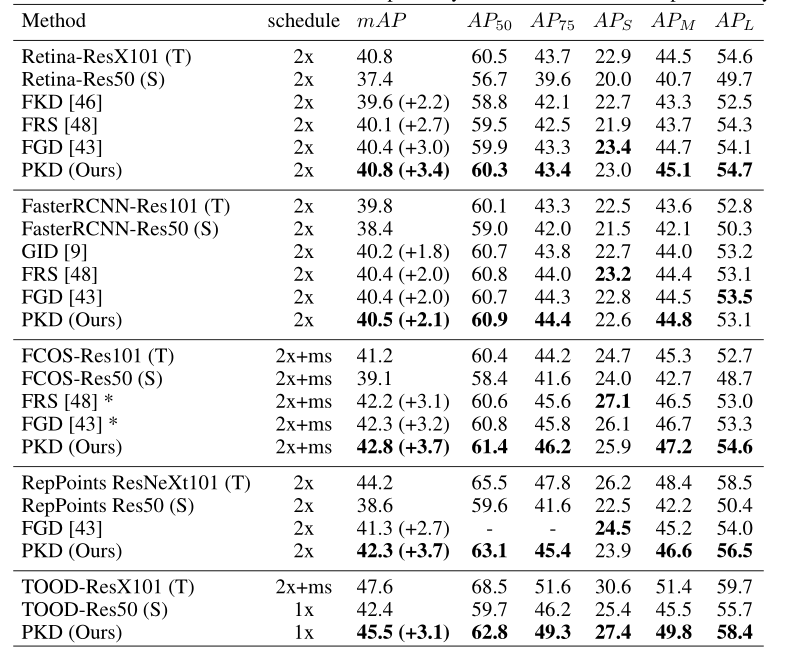 Method schedule mAP AP50 AP75 APS APM APL
Retina-ResX101 (T) 2x 40.8 60.5 43.7 22.9 44.5 54.6
Retina-Res50 (S) 2x 37.4 56.7 39.6 20.0 40.7 49.7
FKD [46] 2x 39.6 (+2.2) 58.8 42.1 22.7 43.3 52.5
FRS [48] 2x 40.1 (+2.7) 59.5 42.5 21.9 43.7 54.3
FGD [43] 2x 40.4 (+3.0) 59.9 43.3 23.4 44.7 54.1
PKD (Ours) 2x 40.8 (+3.4) 60.3 43.4 23.0 45.1 54.7
FasterRCNN-Res101 (T) 2x 39.8 60.1 43.3 22.5 43.6 52.8
FasterRCNN-Res50 (S) 2x 38.4 59.0 42.0 21.5 42.1 50.3
GID [9] 2x 40.2 (+1.8) 60.7 43.8 22.7 44.0 53.2
FRS [48] 2x 40.4 (+2.0) 60.8 44.0 23.2 44.4 53.1
FGD [43] 2x 40.4 (+2.0) 60.7 44.3 22.8 44.5 53.5
PKD (Ours) 2x 40.5 (+2.1) 60.9 44.4 22.6 44.8 53.1
FCOS-Res101 (T) 2x+ms 41.2 60.4 44.2 24.7 45.3 52.7
FCOS-Res50 (S) 2x+ms 39.1 58.4 41.6 24.0 42.7 48.7
FRS [48] * 2x+ms 42.2 (+3.1) 60.6 45.6 27.1 46.5 53.0
FGD [43] * 2x+ms 42.3 (+3.2) 60.8 45.8 26.1 46.7 53.3
PKD (Ours) 2x+ms 42.8 (+3.7) 61.4 46.2 25.9 47.2 54.6
RepPoints ResNeXt101 (T) 2x 44.2 65.5 47.8 26.2 48.4 58.5
RepPoints Res50 (S) 2x 38.6 59.6 41.6 22.5 42.2 50.4
FGD [43] 2x 41.3 (+2.7) - - 24.5 45.2 54.0
PKD (Ours) 2x 42.3 (+3.7) 63.1 45.4 23.9 46.6 56.5
TOOD-ResX101 (T) 2x+ms 47.6 68.5 51.6 30.6 51.4 59.7
TOOD-Res50 (S) 1x 42.4 59.7 46.2 25.4 45.5 55.7
PKD (Ours) 1x 45.5 (+3.1) 62.8 49.3 27.4 49.8 58.4